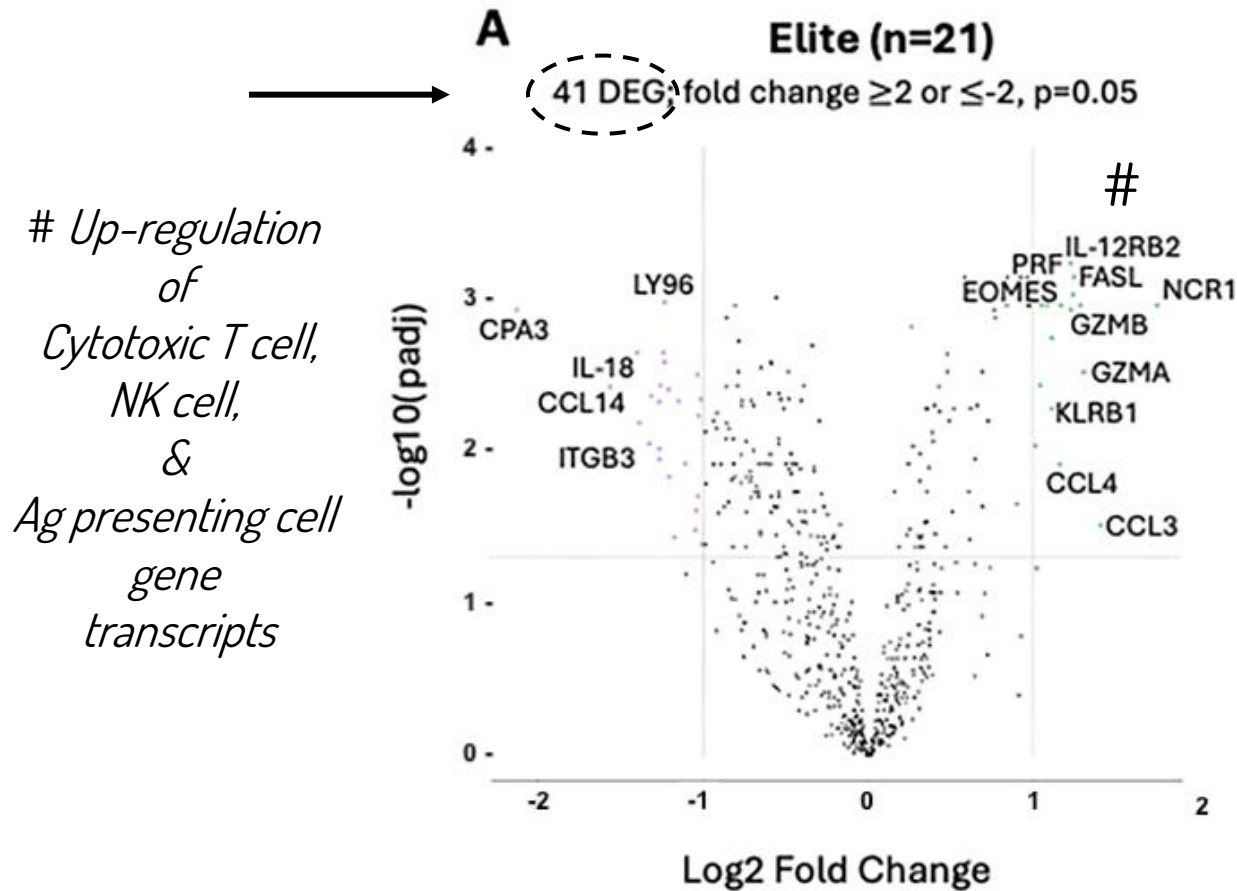 A
Elite (n=21)
41 DEG; fold change ≥2 or ≤-2, p=0.05
#
# Up-regulation
of
Cytotoxic T cell,
NK cell,
&
Ag presenting cell
gene
transcripts
-log10(padj)
4 -
3 -
2 -
1 -
0 -
LY96
CPA3
IL-18
CCL14
ITGB3
IL-12RB2
PRF
FASL
EOMES
NCR1
GZMB
GZMA
KLRB1
CCL4
CCL3
-2
-1
0
1
2
Log2 Fold Change